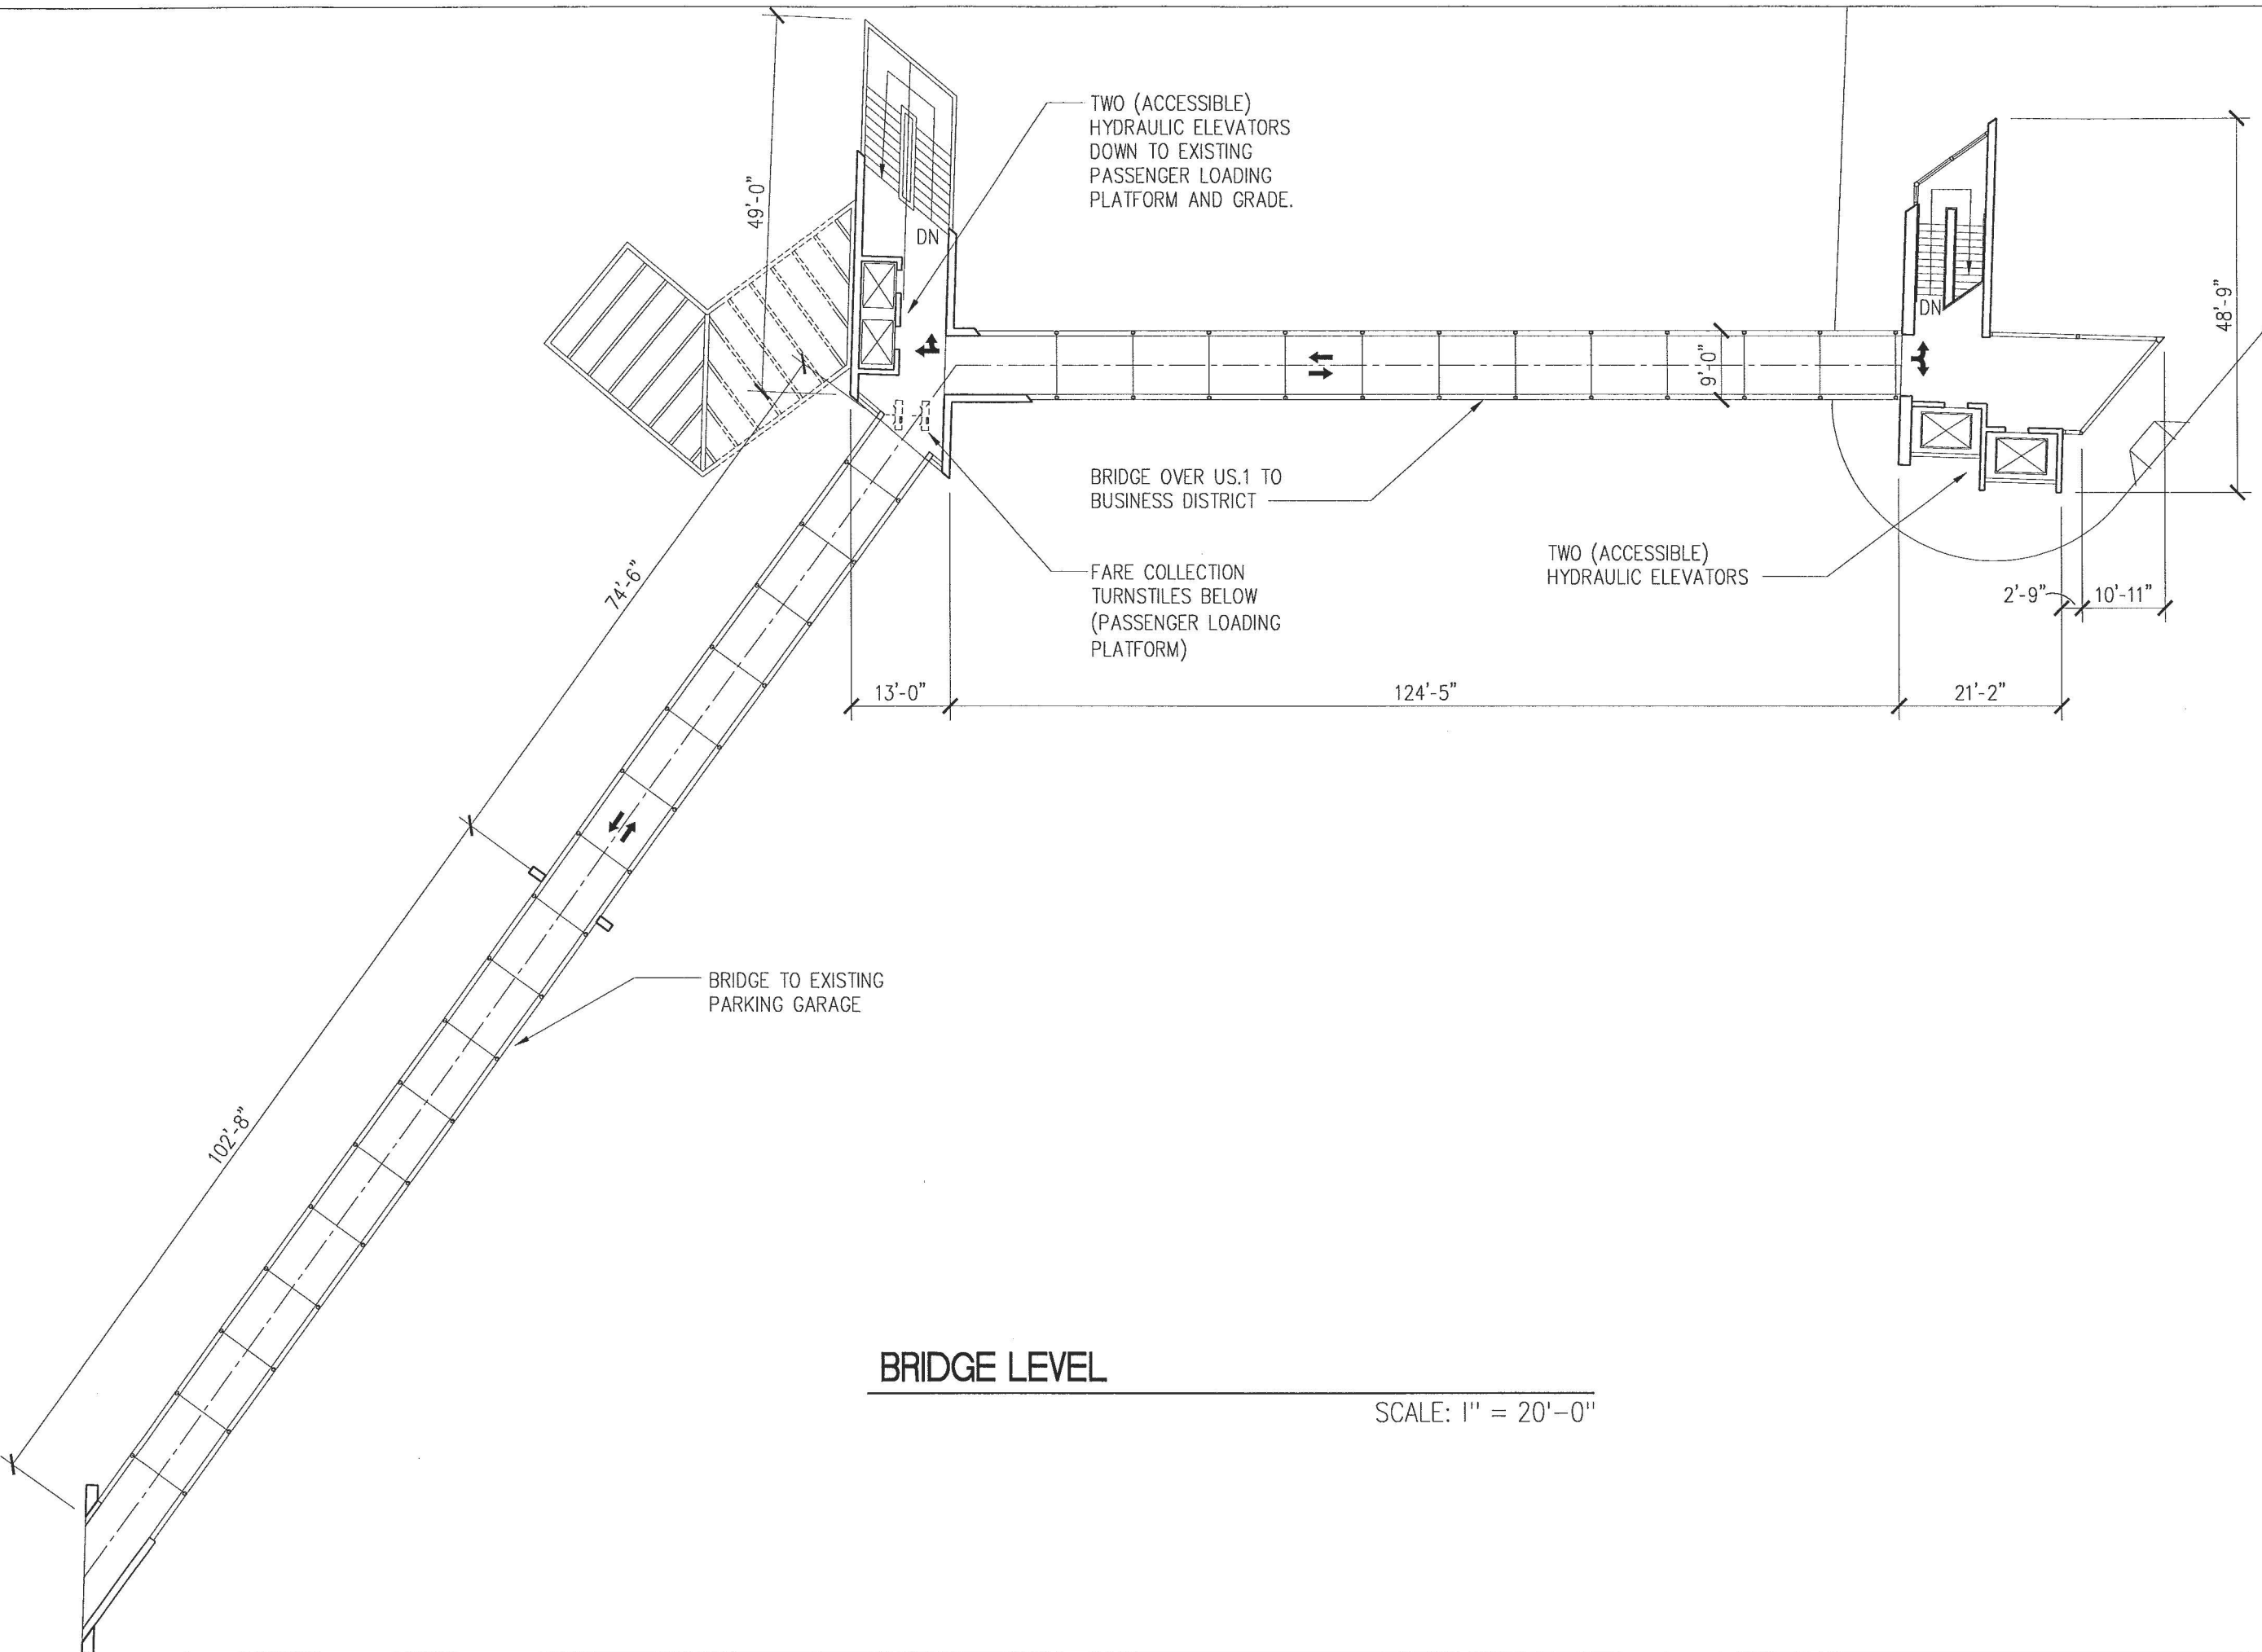 TWO (ACCESSIBLE)
HYDRAULIC ELEVATORS
DOWN TO EXISTING
PASSENGER LOADING
PLATFORM AND GRADE.
49'-0"
DN
DN
48'-9"
9'-0"
BRIDGE OVER US.1 TO
BUSINESS DISTRICT
FARE COLLECTION
TURNSTILES BELOW
(PASSENGER LOADING
PLATFORM)
TWO (ACCESSIBLE)
HYDRAULIC ELEVATORS
2'-9"
10'-11"
74'-6"
13'-0"
124'-5"
21'-2"
BRIDGE TO EXISTING
PARKING GARAGE
102'-8"
BRIDGE LEVEL
SCALE: 1" = 20'-0"